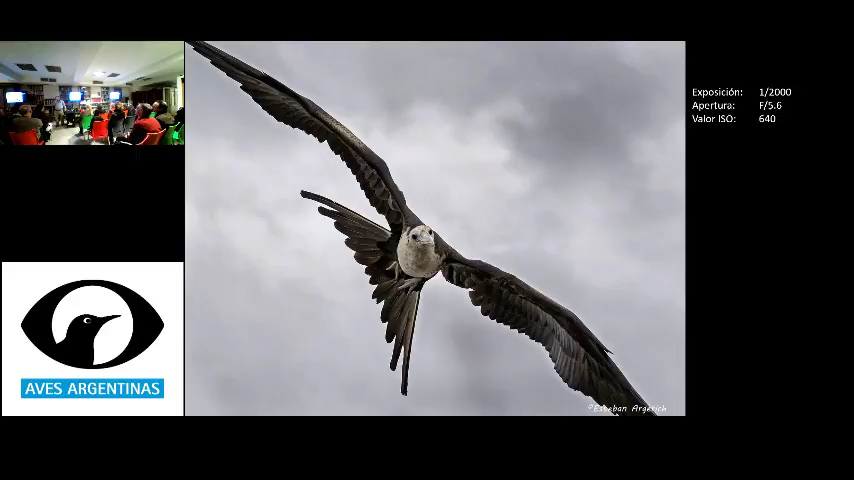 Exposición: 1/2000
Apertura: F/5.6
Valor ISO: 640
AVES ARGENTINAS
©Esteban Argerich